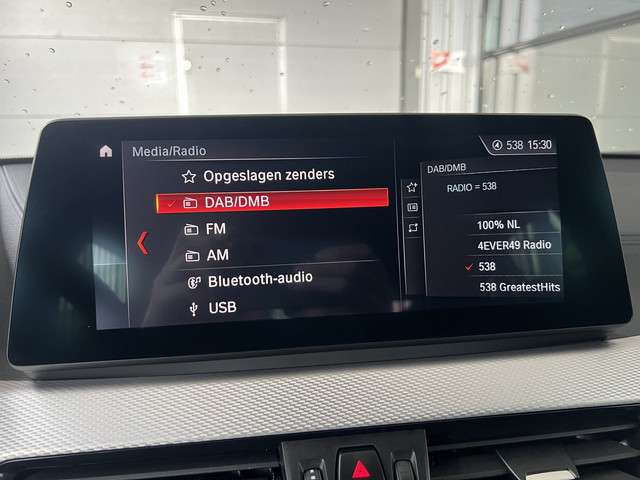 538 15:30
Media/Radio
Opgeslagen zenders
DAB/DMB
FM
AM
Bluetooth-audio
USB
DAB/DMB
RADIO = 538
100% NL
4EVER49 Radio
538
538 GreatestHits